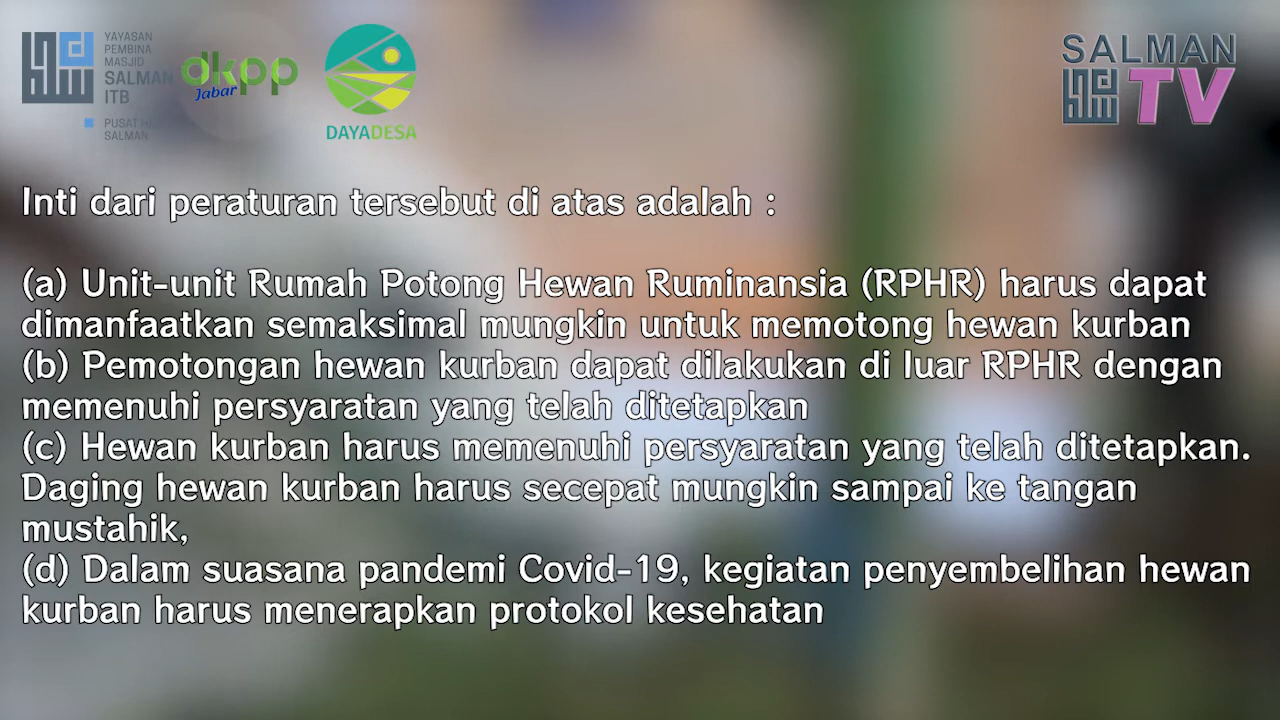 YAYASAN
PEMBINA
MASJID
SALMAN
ITB
PUSAT
SALMAN
dkpp
Jabar
DAYADESA
SALMAN
TV
Inti dari peraturan tersebut di atas adalah :
(a) Unit-unit Rumah Potong Hewan Ruminansia (RPHR) harus dapat
dimanfaatkan semaksimal mungkin untuk memotong hewan kurban
(b) Pemotongan hewan kurban dapat dilakukan di luar RPHR dengan
memenuhi persyaratan yang telah ditetapkan
(c) Hewan kurban harus memenuhi persyaratan yang telah ditetapkan.
Daging hewan kurban harus secepat mungkin sampai ke tangan
mustahik,
(d) Dalam suasana pandemi Covid-19, kegiatan penyembelihan hewan
kurban harus menerapkan protokol kesehatan